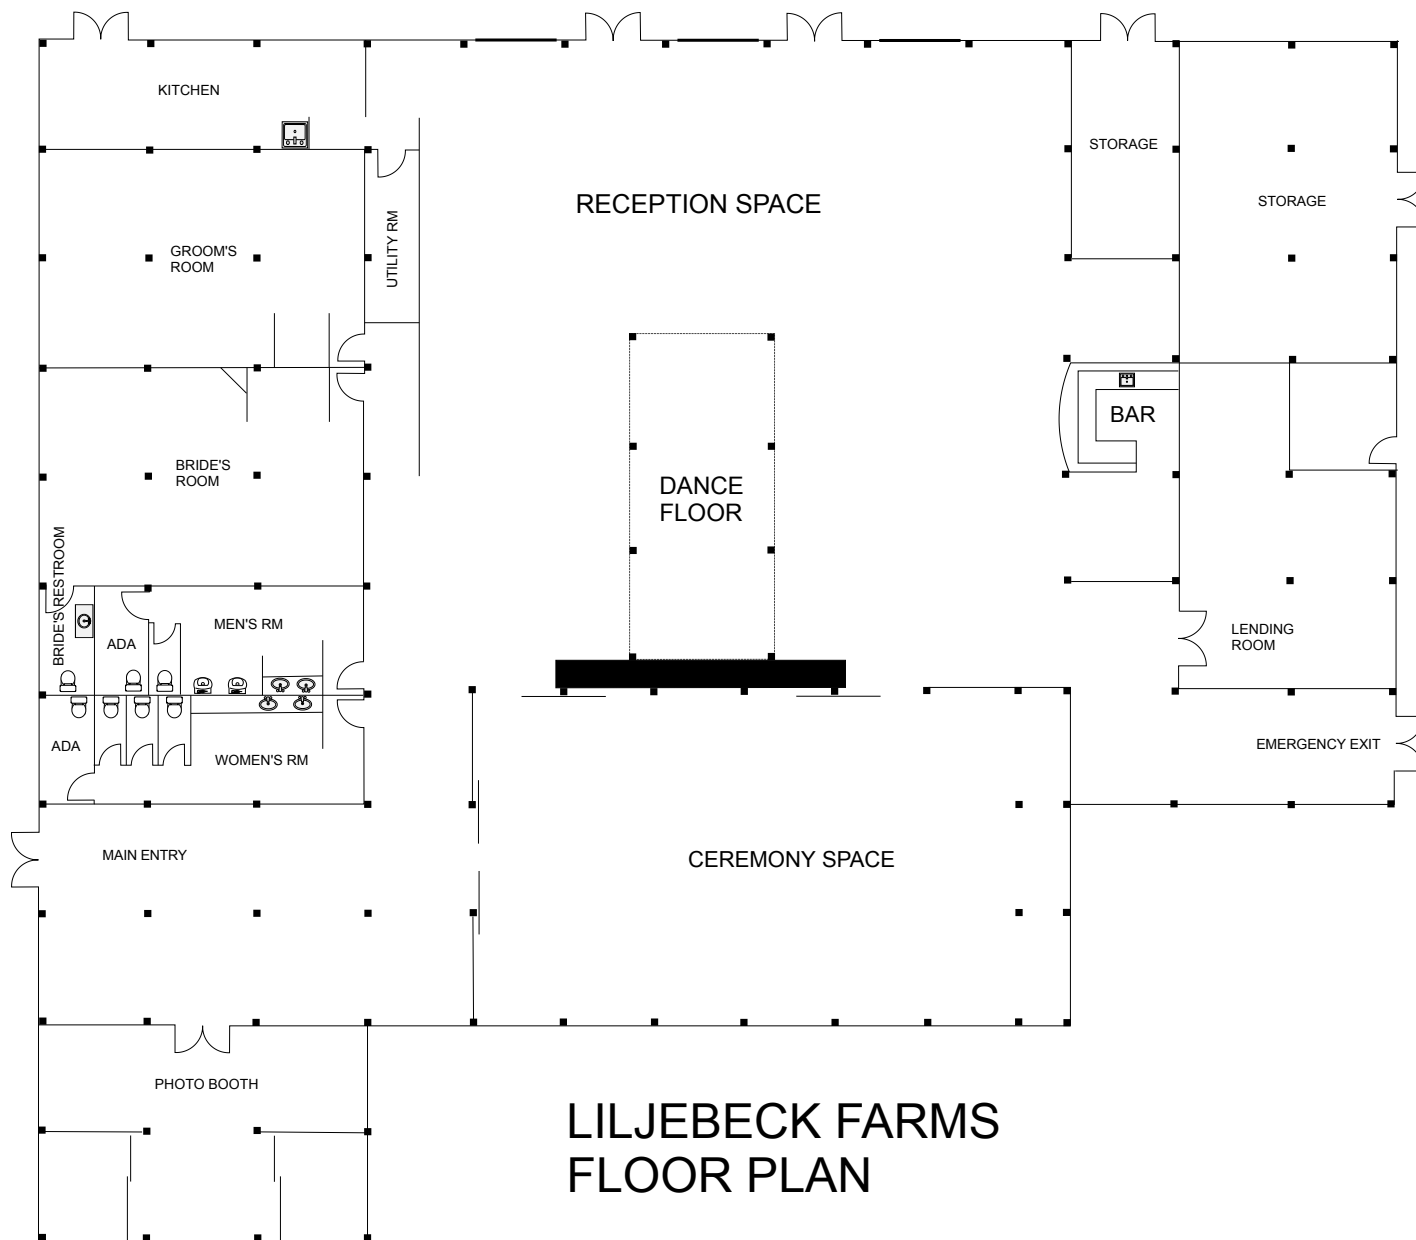 KITCHEN
STORAGE
RECEPTION SPACE
STORAGE
UTILITY RM
GROOM'S
ROOM
BAR
BRIDE'S
ROOM
DANCE
FLOOR
BRIDE'S RESTROOM
MEN'S RM
ADA
LENDING
ROOM
ADA
WOMEN'S RM
EMERGENCY EXIT
MAIN ENTRY
CEREMONY SPACE
PHOTO BOOTH
LILJEBECK FARMS
FLOOR PLAN